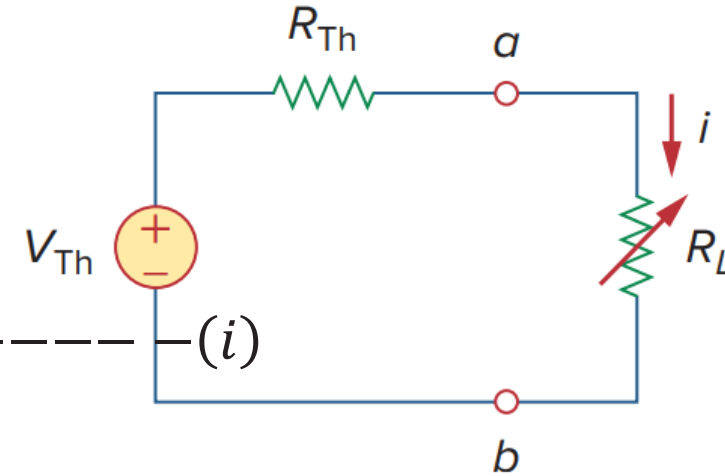 R_Th
a
i
+
V_Th
−
R_L
– – – – (i)
b